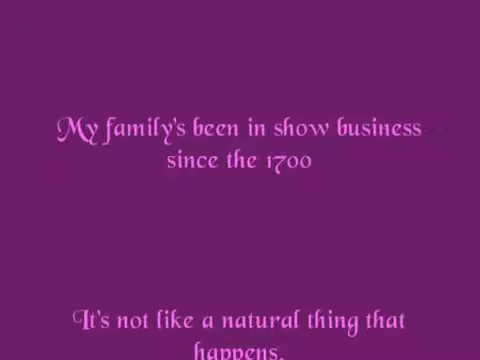 My family's been in show business
since the 1700
It's not like a natural thing that
happens.